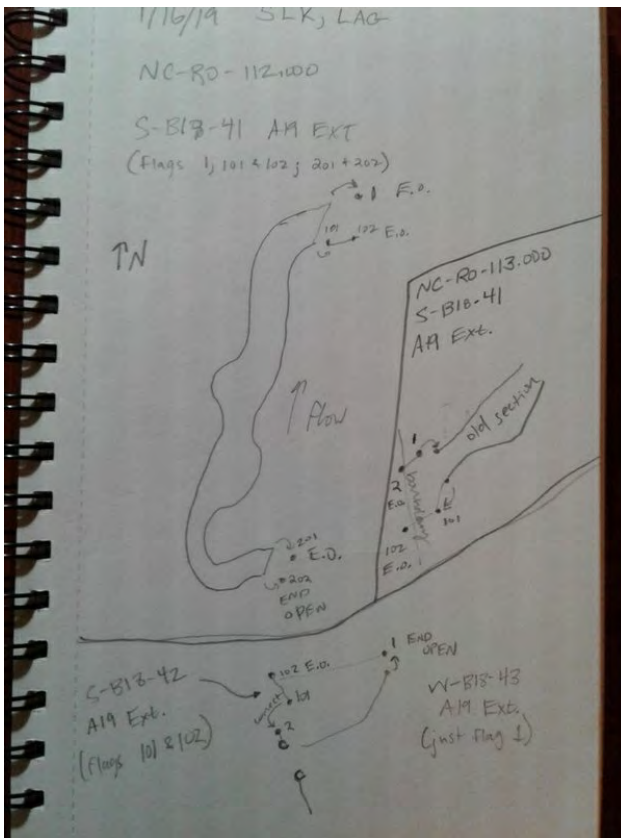 1/16/19 SLK, LAG
NC-RO-112.000
S-B18-41 A19 EXT
(flags 1, 101 & 102; 201 + 202)
1 E.O.
101 102 E.O.
↑N
NC-RO-113.000
S-B18-41
A19 Ext.
↑ Flow
old section
1
2
E.O.
boundary
101
102
E.O.
201
E.O.
202
END
OPEN
S-B18-42
A19 Ext.
(flags 101 & 102)
102 E.O.
101
connect
2
1 END
OPEN
W-B18-43
A19 Ext.
(just flag 1)